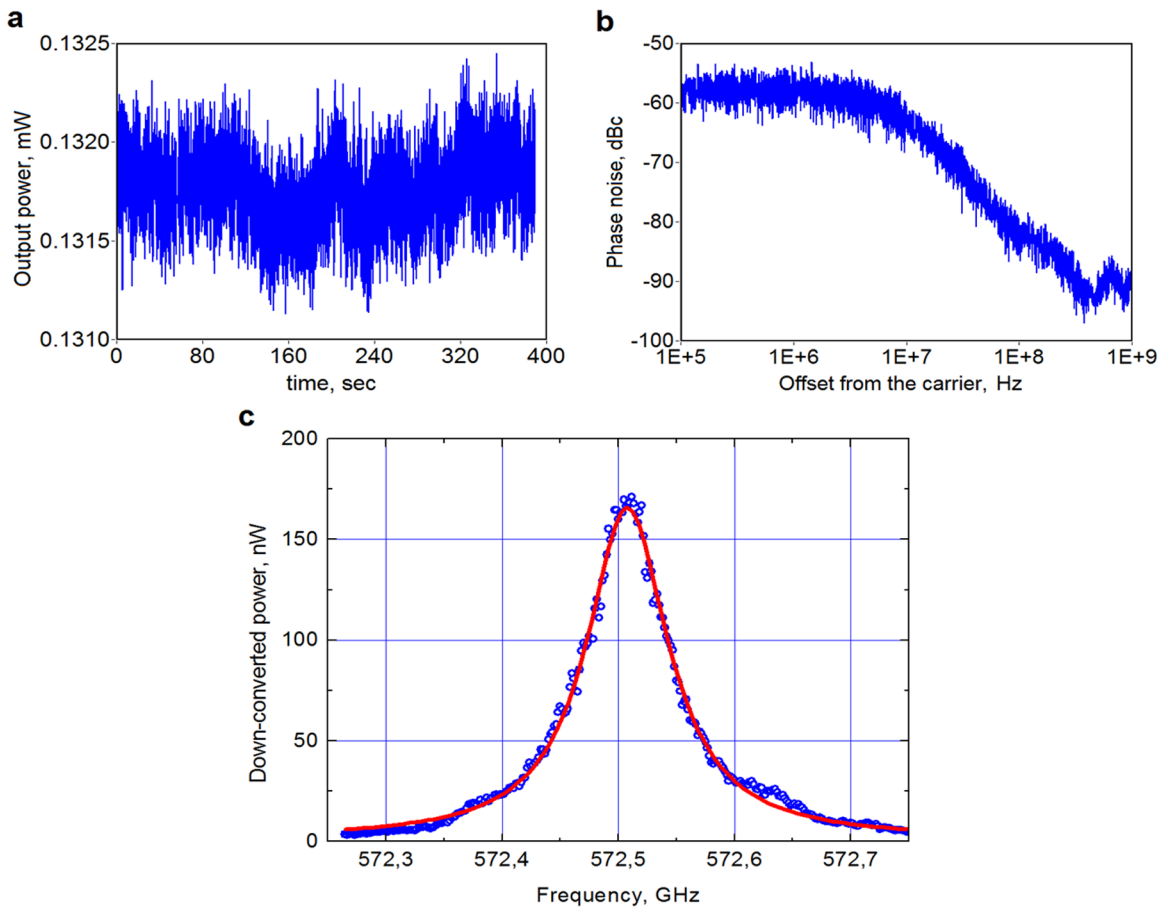 a
0.1325
0.1320
0.1315
0.1310
Output power, mW
0 80 160 240 320 400
time, sec
b
-50
-60
-70
-80
-90
-100
Phase noise, dBc
1E+5 1E+6 1E+7 1E+8 1E+9
Offset from the carrier, Hz
c
200
150
100
50
0
Down-converted power, nW
572,3 572,4 572,5 572,6 572,7
Frequency, GHz